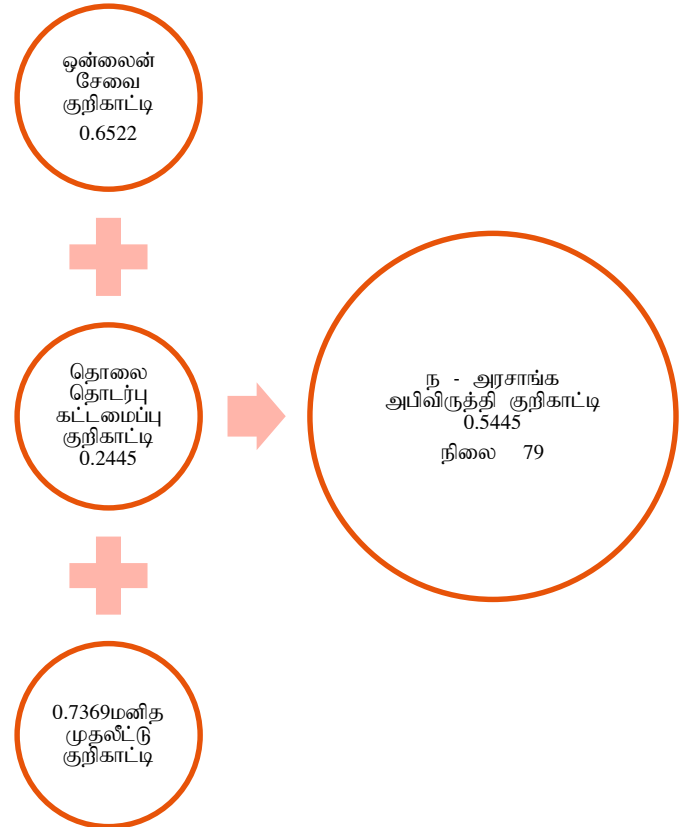 ஒன்லைன்
சேவை
குறிகாட்டி
0.6522
தொலை
தொடர்பு
கட்டமைப்பு
குறிகாட்டி
0.2445
0.7369மனித
முதலீட்டு
குறிகாட்டி
ந - அரசாங்க
அபிவிருத்தி குறிகாட்டி
0.5445
நிலை 79